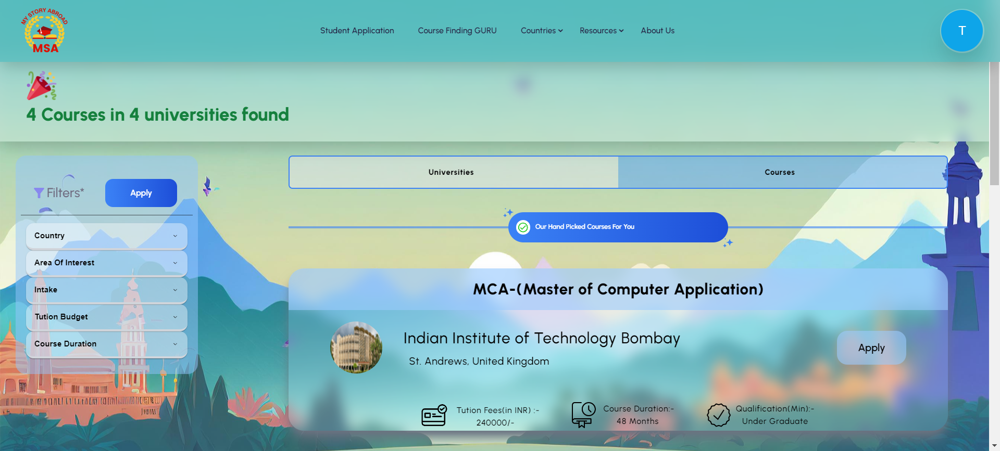 MY STORY ABROAD
MSA
Student Application
Course Finding GURU
Countries
Resources
About Us
T
4 Courses in 4 universities found
Filters*
Apply
Country
Area Of Interest
Intake
Tution Budget
Course Duration
Universities
Courses
Our Hand Picked Courses For You
MCA-(Master of Computer Application)
Indian Institute of Technology Bombay
St. Andrews, United Kingdom
Apply
Tution Fees(in INR) :-
240000/-
Course Duration:-
48 Months
Qualification(Min):-
Under Graduate